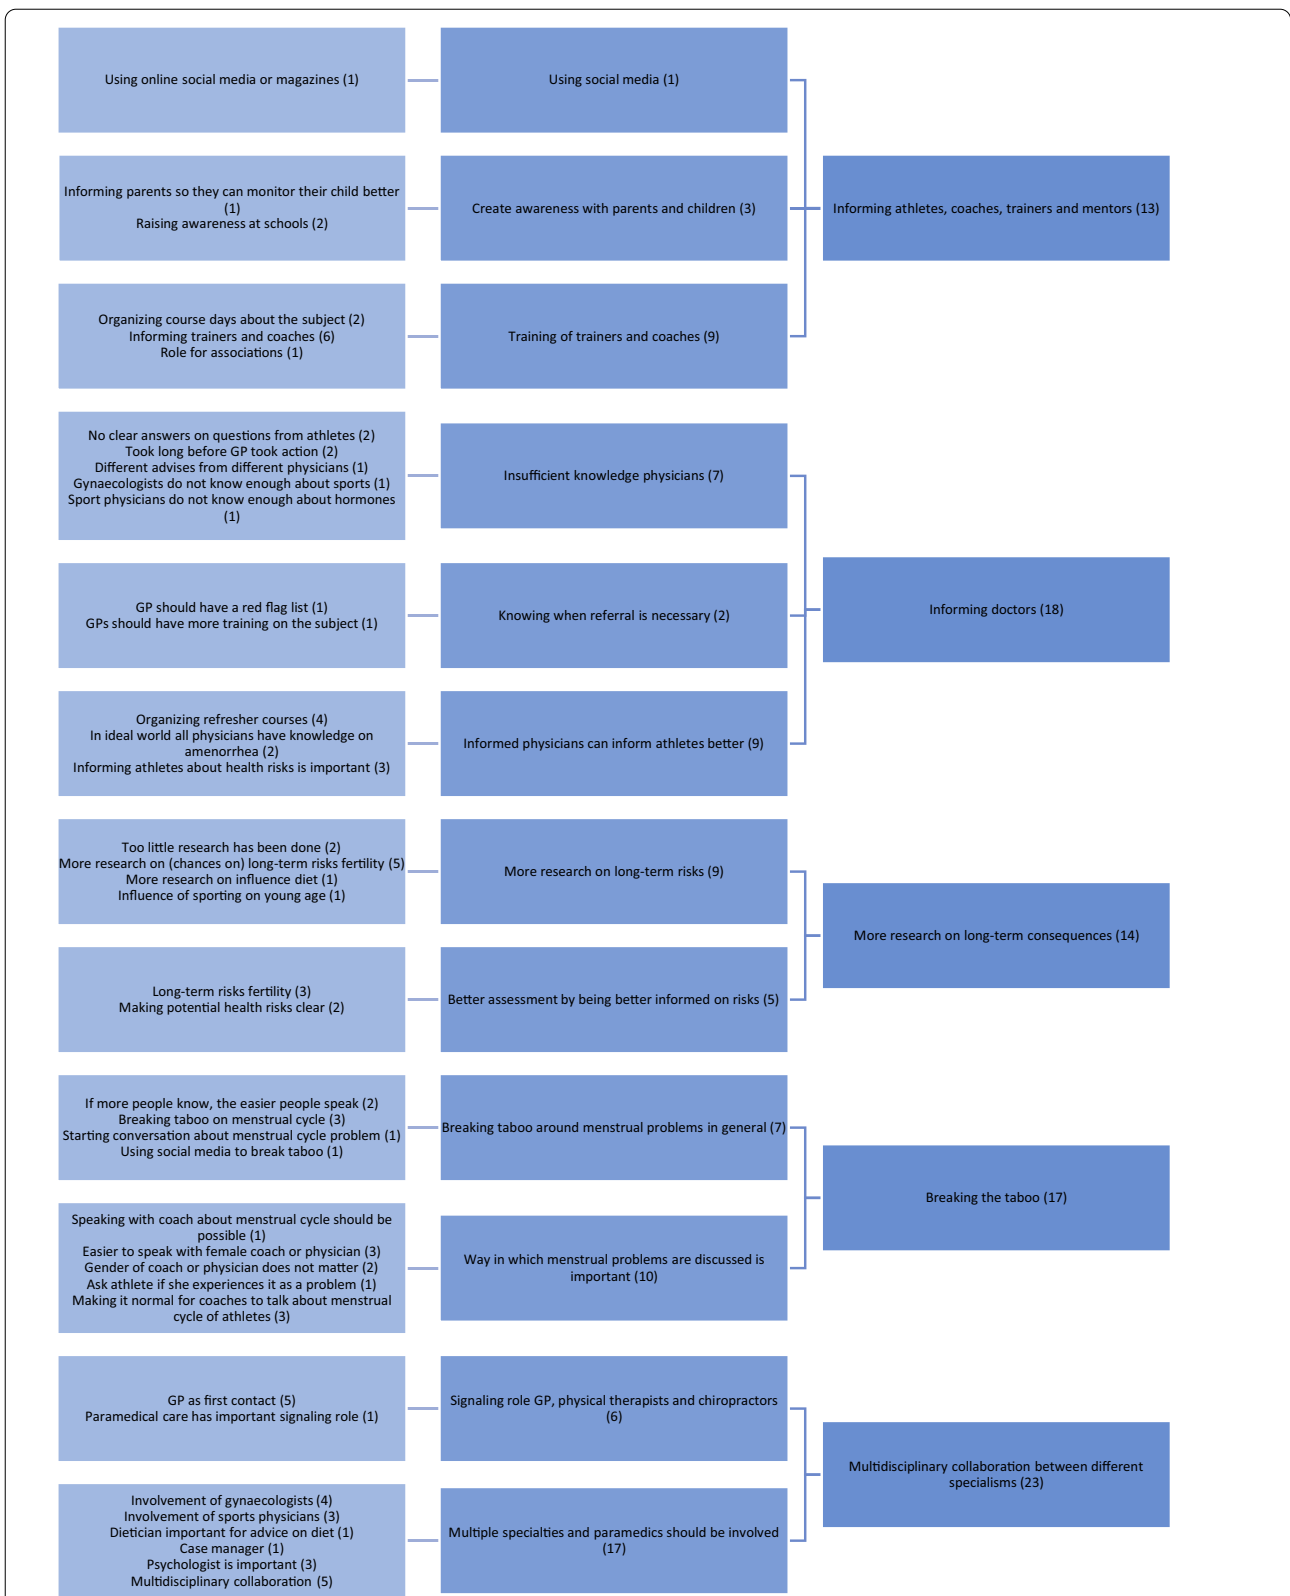 Using online social media or magazines (1)
Using social media (1)
Informing parents so they can monitor their child better
(1)
Raising awareness at schools (2)
Create awareness with parents and children (3)
Informing athletes, coaches, trainers and mentors (13)
Organizing course days about the subject (2)
Informing trainers and coaches (6)
Role for associations (1)
Training of trainers and coaches (9)
No clear answers on questions from athletes (2)
Took long before GP took action (2)
Different advises from different physicians (1)
Gynaecologists do not know enough about sports (1)
Sport physicians do not know enough about hormones
(1)
Insufficient knowledge physicians (7)
GP should have a red flag list (1)
GPs should have more training on the subject (1)
Knowing when referral is necessary (2)
Informing doctors (18)
Organizing refresher courses (4)
In ideal world all physicians have knowledge on
amenorrhea (2)
Informing athletes about health risks is important (3)
Informed physicians can inform athletes better (9)
Too little research has been done (2)
More research on (chances on) long-term risks fertility (5)
More research on influence diet (1)
Influence of sporting on young age (1)
More research on long-term risks (9)
More research on long-term consequences (14)
Long-term risks fertility (3)
Making potential health risks clear (2)
Better assessment by being better informed on risks (5)
If more people know, the easier people speak (2)
Breaking taboo on menstrual cycle (3)
Starting conversation about menstrual cycle problem (1)
Using social media to break taboo (1)
Breaking taboo around menstrual problems in general (7)
Breaking the taboo (17)
Speaking with coach about menstrual cycle should be
possible (1)
Easier to speak with female coach or physician (3)
Gender of coach or physician does not matter (2)
Ask athlete if she experiences it as a problem (1)
Making it normal for coaches to talk about menstrual
cycle of athletes (3)
Way in which menstrual problems are discussed is
important (10)
GP as first contact (5)
Paramedical care has important signaling role (1)
Signaling role GP, physical therapists and chiropractors
(6)
Multidisciplinary collaboration between different
specialisms (23)
Involvement of gynaecologists (4)
Involvement of sports physicians (3)
Dietician important for advice on diet (1)
Case manager (1)
Psychologist is important (3)
Multidisciplinary collaboration (5)
Multiple specialties and paramedics should be involved
(17)